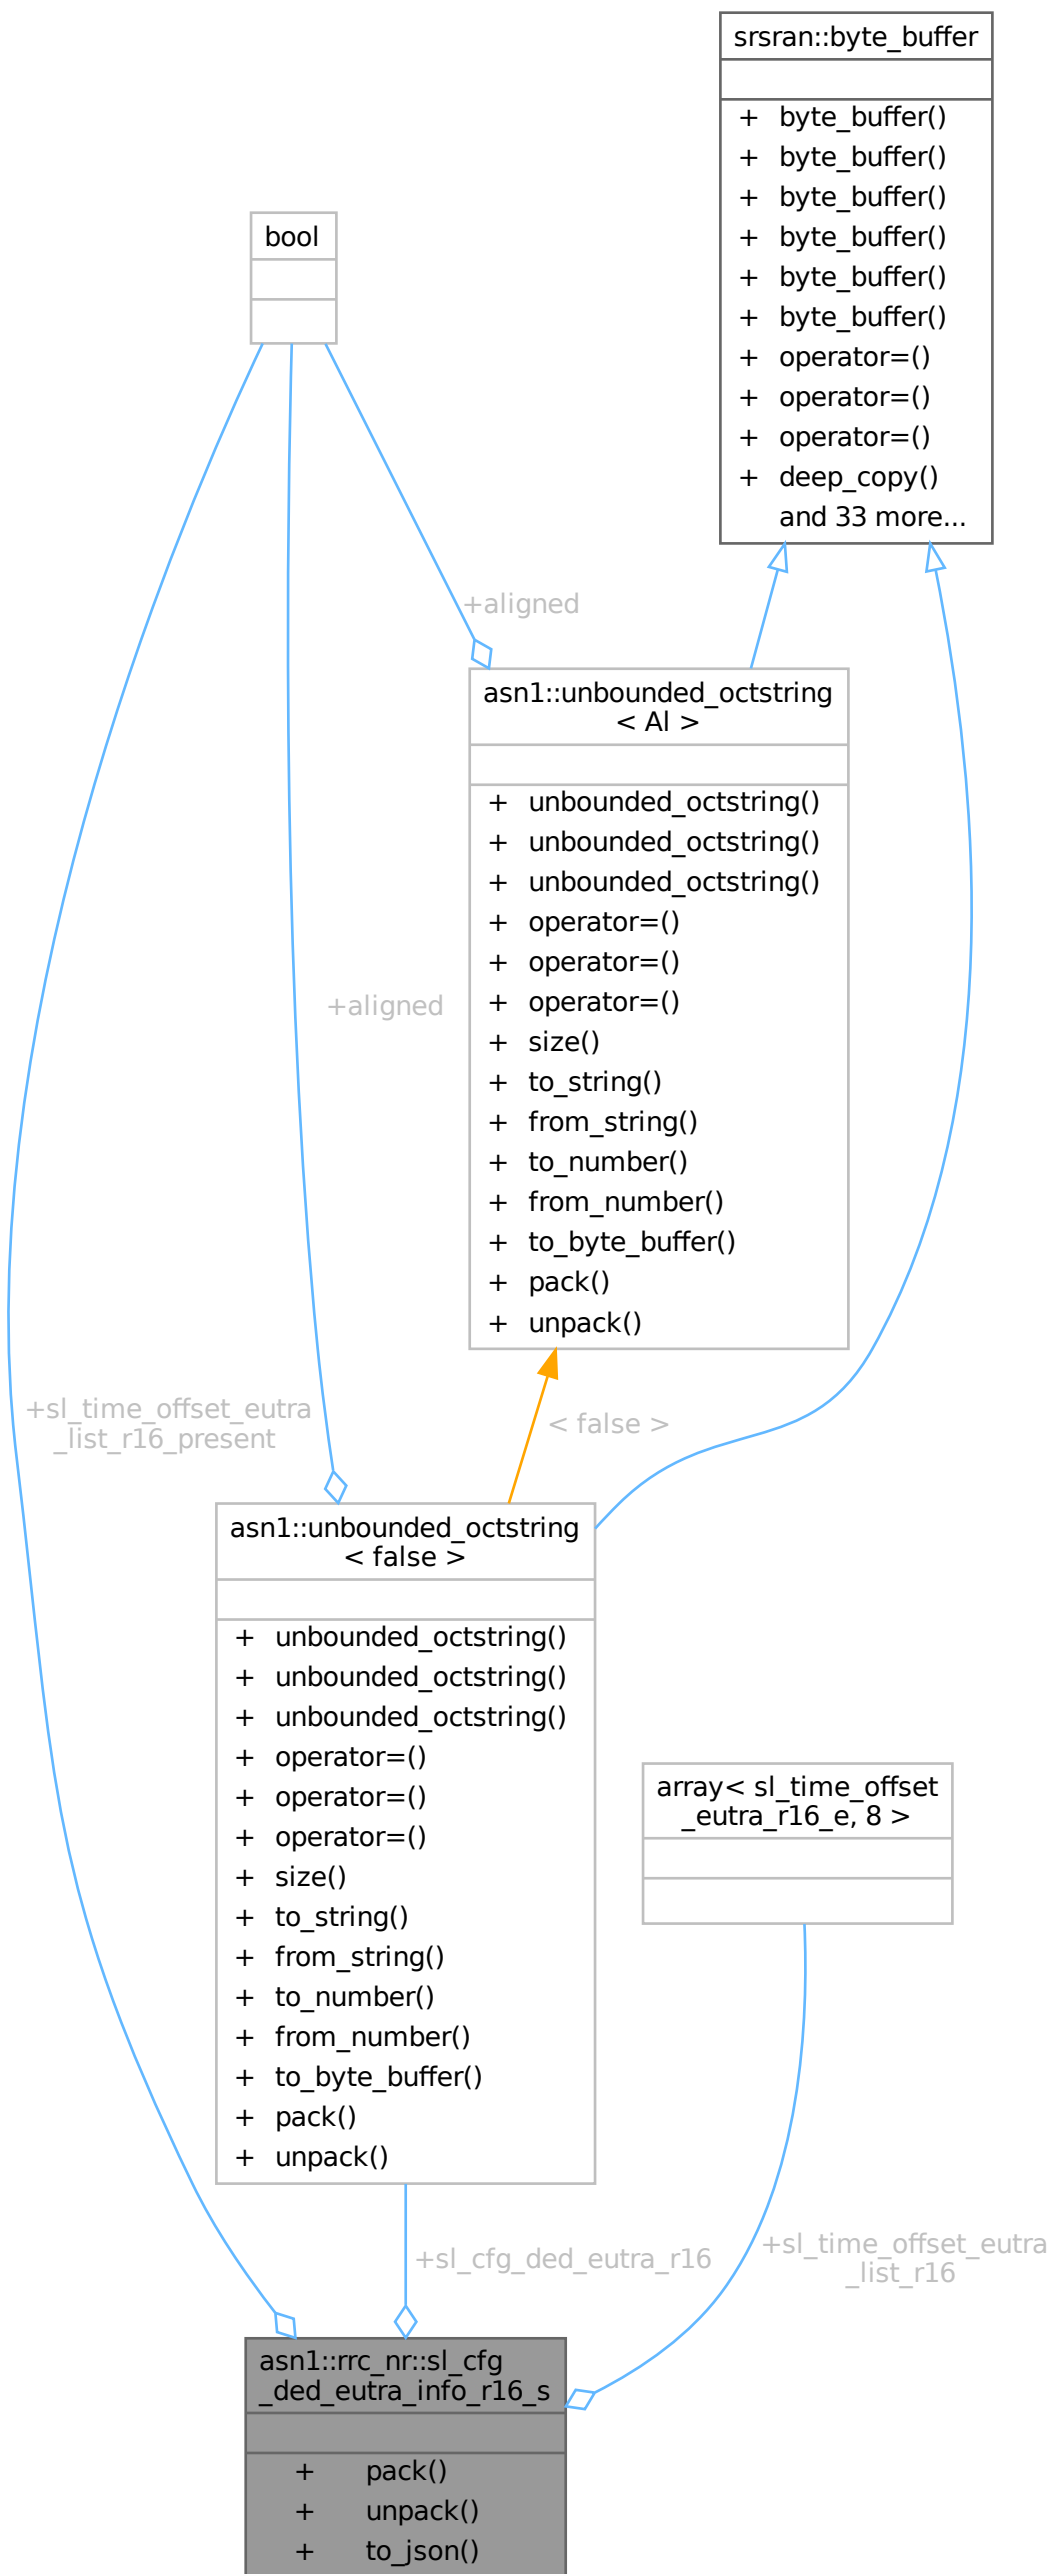 srsran::byte_buffer
+ byte_buffer()
+ byte_buffer()
+ byte_buffer()
+ byte_buffer()
+ byte_buffer()
+ byte_buffer()
+ operator=()
+ operator=()
+ operator=()
+ deep_copy()
and 33 more...
bool
+aligned
asn1::unbounded_octstring
< Al >
+ unbounded_octstring()
+ unbounded_octstring()
+ unbounded_octstring()
+ operator=()
+ operator=()
+ operator=()
+ size()
+ to_string()
+ from_string()
+ to_number()
+ from_number()
+ to_byte_buffer()
+ pack()
+ unpack()
+aligned
+sl_time_offset_eutra
_list_r16_present
< false >
asn1::unbounded_octstring
< false >
+ unbounded_octstring()
+ unbounded_octstring()
+ unbounded_octstring()
+ operator=()
+ operator=()
+ operator=()
+ size()
+ to_string()
+ from_string()
+ to_number()
+ from_number()
+ to_byte_buffer()
+ pack()
+ unpack()
array< sl_time_offset
_eutra_r16_e, 8 >
+sl_cfg_ded_eutra_r16
+sl_time_offset_eutra
_list_r16
asn1::rrc_nr::sl_cfg
_ded_eutra_info_r16_s
+ pack()
+ unpack()
+ to_json()